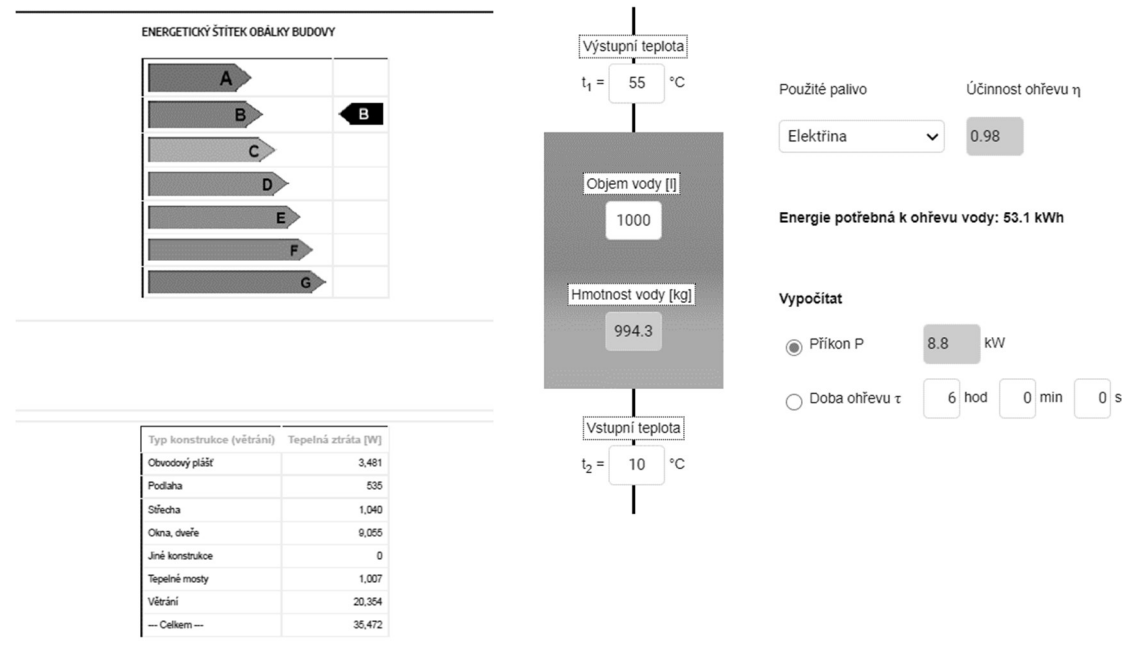 ENERGETICKÝ ŠTÍTEK OBÁLKY BUDOVY
A
B B
C
D
E
F
G
Typ konstrukce (větrání) Tepelná ztráta [W]
Obvodový plášť 3,481
Podlaha 535
Střecha 1,040
Okna, dveře 9,055
Jiné konstrukce 0
Tepelné mosty 1,007
Větrání 20,354
--- Celkem --- 35,472
Výstupní teplota
t1 = 55 °C
Objem vody [l]
1000
Hmotnost vody [kg]
994.3
Vstupní teplota
t2 = 10 °C
Použité palivo Účinnost ohřevu η
Elektřina 0.98
Energie potřebná k ohřevu vody: 53.1 kWh
Vypočítat
Příkon P 8.8 kW
Doba ohřevu τ 6 hod 0 min 0 s